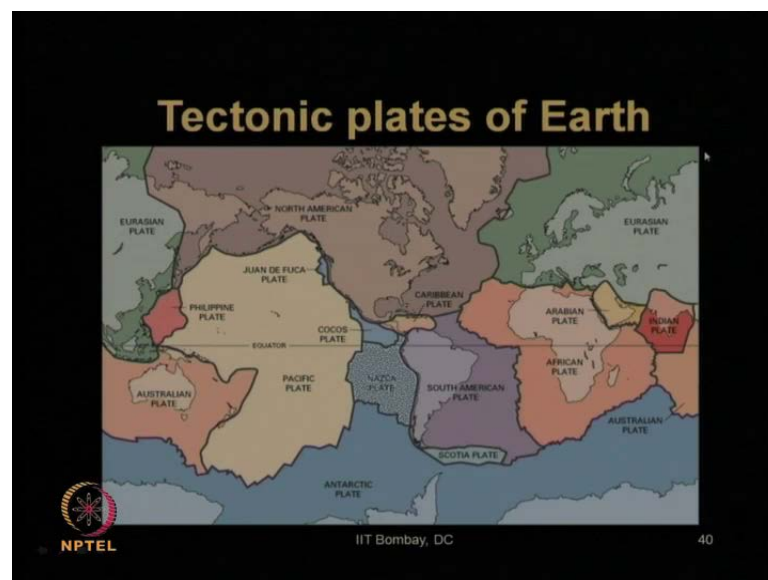 Tectonic plates of Earth
NORTH AMERICAN
PLATE
EURASIAN
PLATE
EURASIAN
PLATE
JUAN DE FUCA
PLATE
CARIBBEAN
PLATE
PHILIPPINE
PLATE
ARABIAN
PLATE
INDIAN
PLATE
COCOS
PLATE
EQUATOR
AUSTRALIAN
PLATE
PACIFIC
PLATE
NAZCA
PLATE
SOUTH AMERICAN
PLATE
AFRICAN
PLATE
AUSTRALIAN
PLATE
SCOTIA PLATE
ANTARCTIC
PLATE
NPTEL
IIT Bombay, DC
40